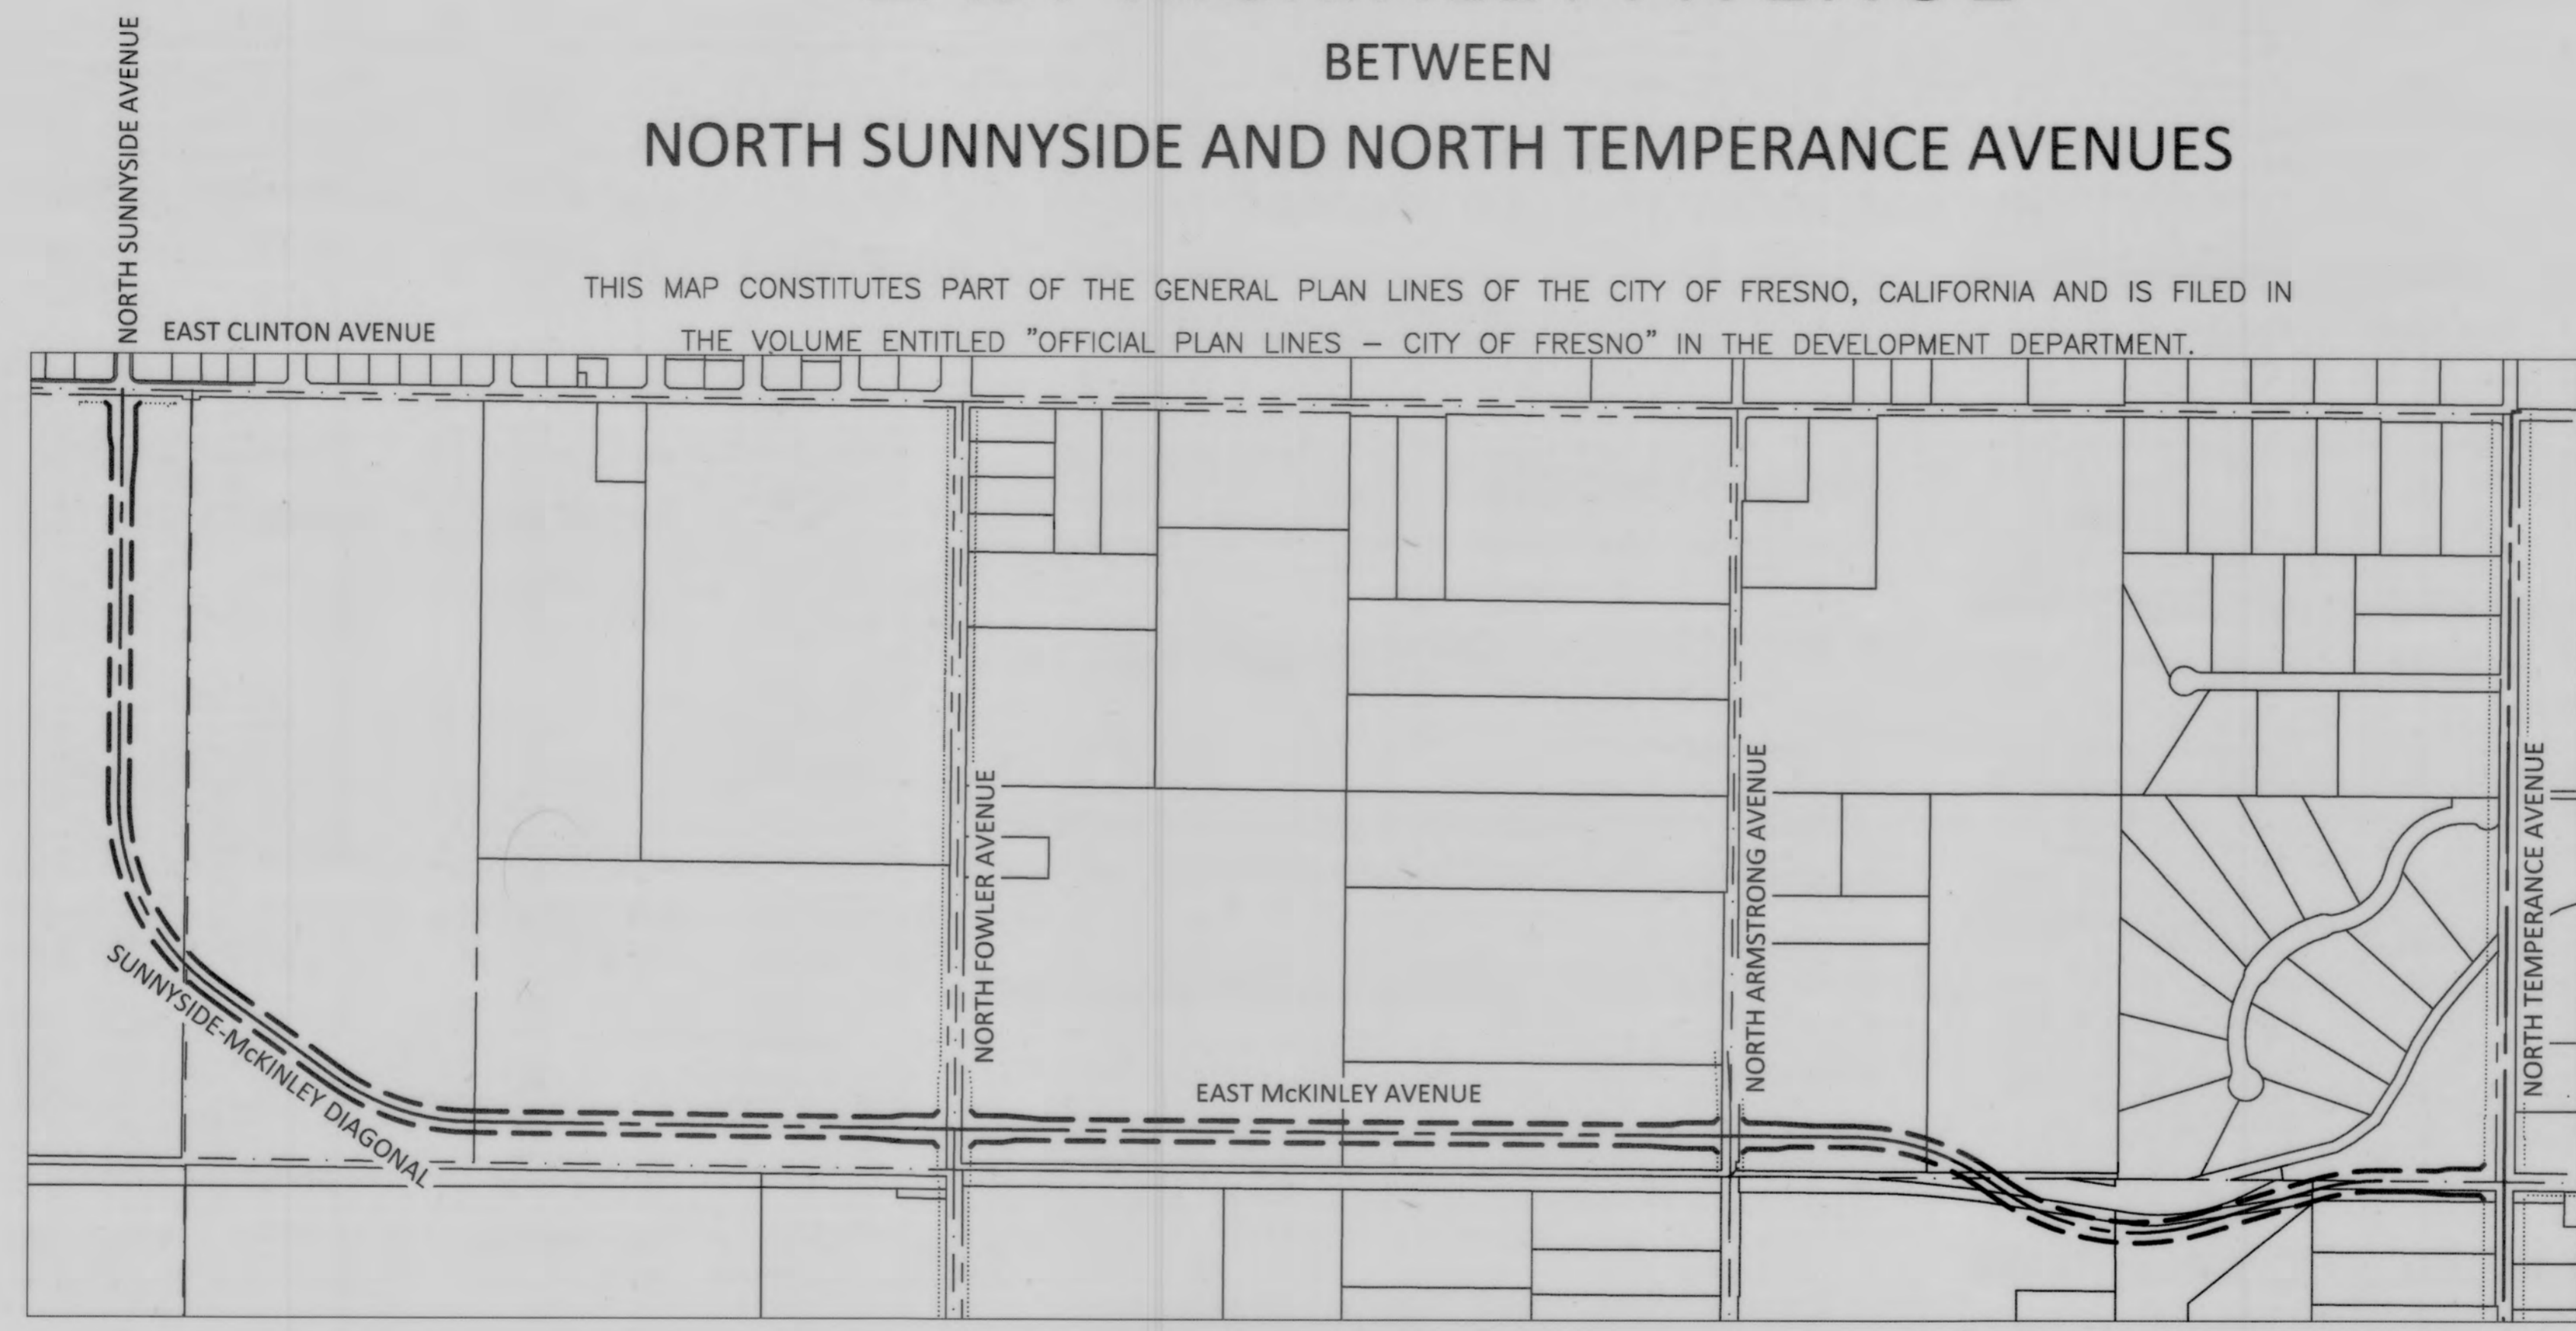 BETWEEN
NORTH SUNNYSIDE AND NORTH TEMPERANCE AVENUES
THIS MAP CONSTITUTES PART OF THE GENERAL PLAN LINES OF THE CITY OF FRESNO, CALIFORNIA AND IS FILED IN
THE VOLUME ENTITLED "OFFICIAL PLAN LINES – CITY OF FRESNO" IN THE DEVELOPMENT DEPARTMENT.
NORTH SUNNYSIDE AVENUE
EAST CLINTON AVENUE
NORTH FOWLER AVENUE
NORTH ARMSTRONG AVENUE
NORTH TEMPERANCE AVENUE
SUNNYSIDE-McKINLEY DIAGONAL
EAST McKINLEY AVENUE